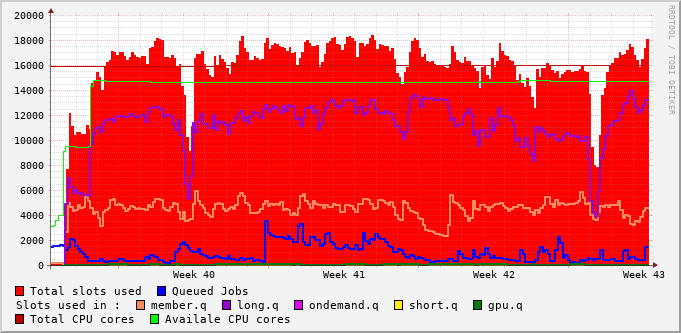 20000
18000
16000
14000
12000
10000
8000
6000
4000
2000
0
Week 40 Week 41 Week 42 Week 43
RRDTOOL / TOBI OETIKER
Total slots used Queued Jobs
Slots used in : member.q long.q ondemand.q short.q gpu.q
Total CPU cores Availale CPU cores